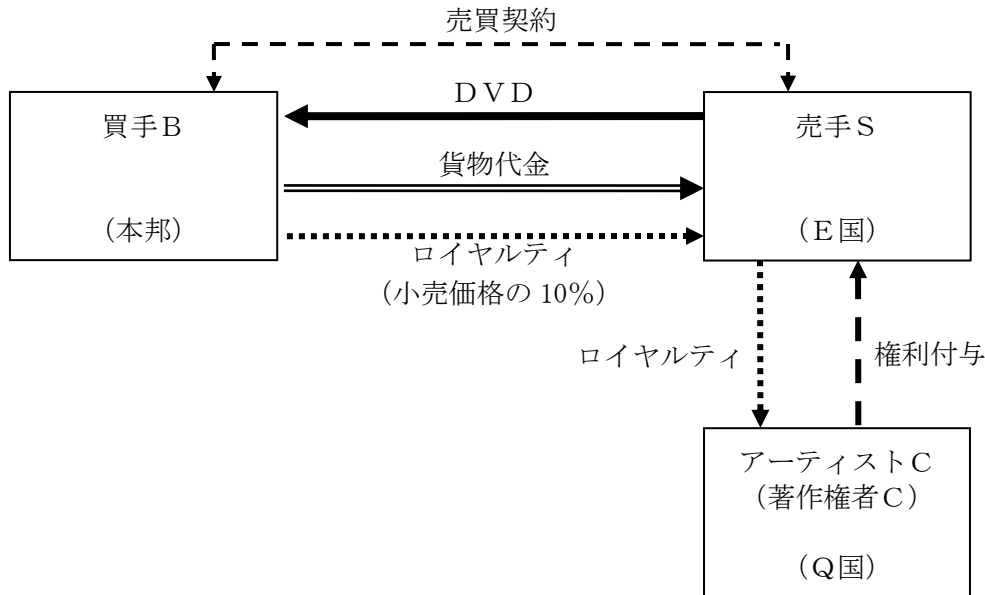 売買契約
買手Ｂ
（本邦）
ＤＶＤ
貨物代金
ロイヤルティ
（小売価格の 10％）
売手Ｓ
（Ｅ国）
ロイヤルティ
権利付与
アーティストＣ
（著作権者Ｃ）
（Ｑ国）